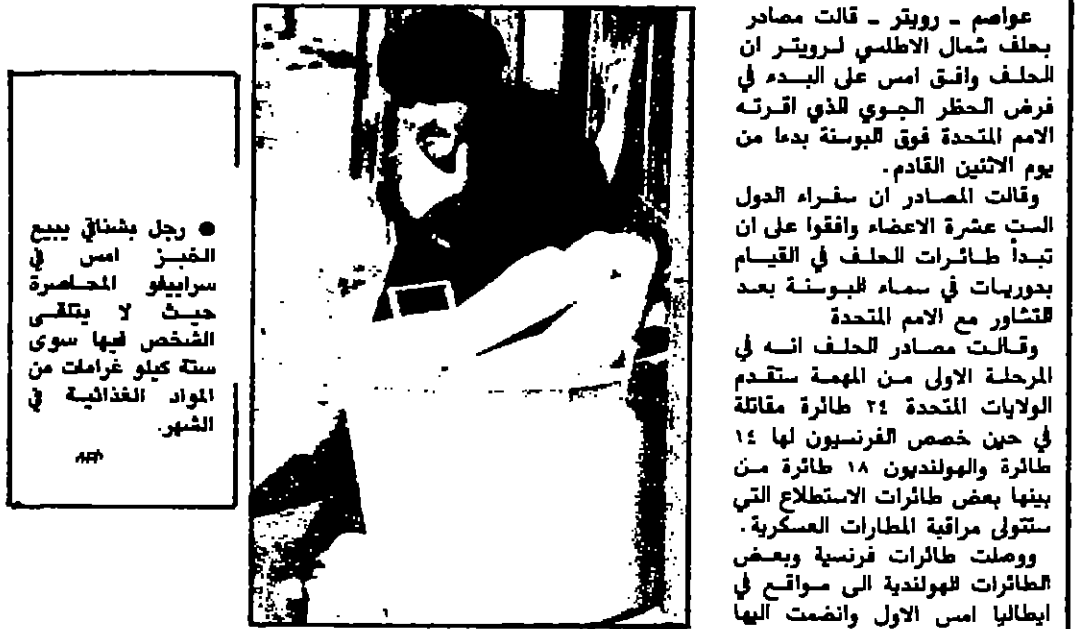 عواصم ـ رويتر ـ قالت مصادر
بحلف شمال الاطلسي لرويتر ان
الحلف وافق امس على البدء في
فرض الحظر الجوي الذي اقرته
الامم المتحدة فوق البوسنة بدءا من
يوم الاثنين القادم.
وقالت المصادر ان سفراء الدول
الست عشرة الاعضاء وافقوا على ان
تبدأ طائرات الحلف في القيام
بدوريات في سماء البوسنة بعد
التشاور مع الامم المتحدة
وقالت مصادر الحلف انه في
المرحلة الاولى من المهمة ستقدم
الولايات المتحدة ٢٤ طائرة مقاتلة
في حين خصص الفرنسيون لها ١٤
طائرة والهولنديون ١٨ طائرة من
بينها بعض طائرات الاستطلاع التي
ستتولى مراقبة المطارات العسكرية.
ووصلت طائرات فرنسية وبعض
الطائرات الهولندية الى مواقع في
ايطاليا امس الاول وانضمت اليها
● رجل بشناقي يبيع
الخبز امس في
سراييفو المحاصرة
حيث لا يتلقى
الشخص فيها سوى
ستة كيلو غرامات من
المواد الغذائية في
الشهر.
AFP